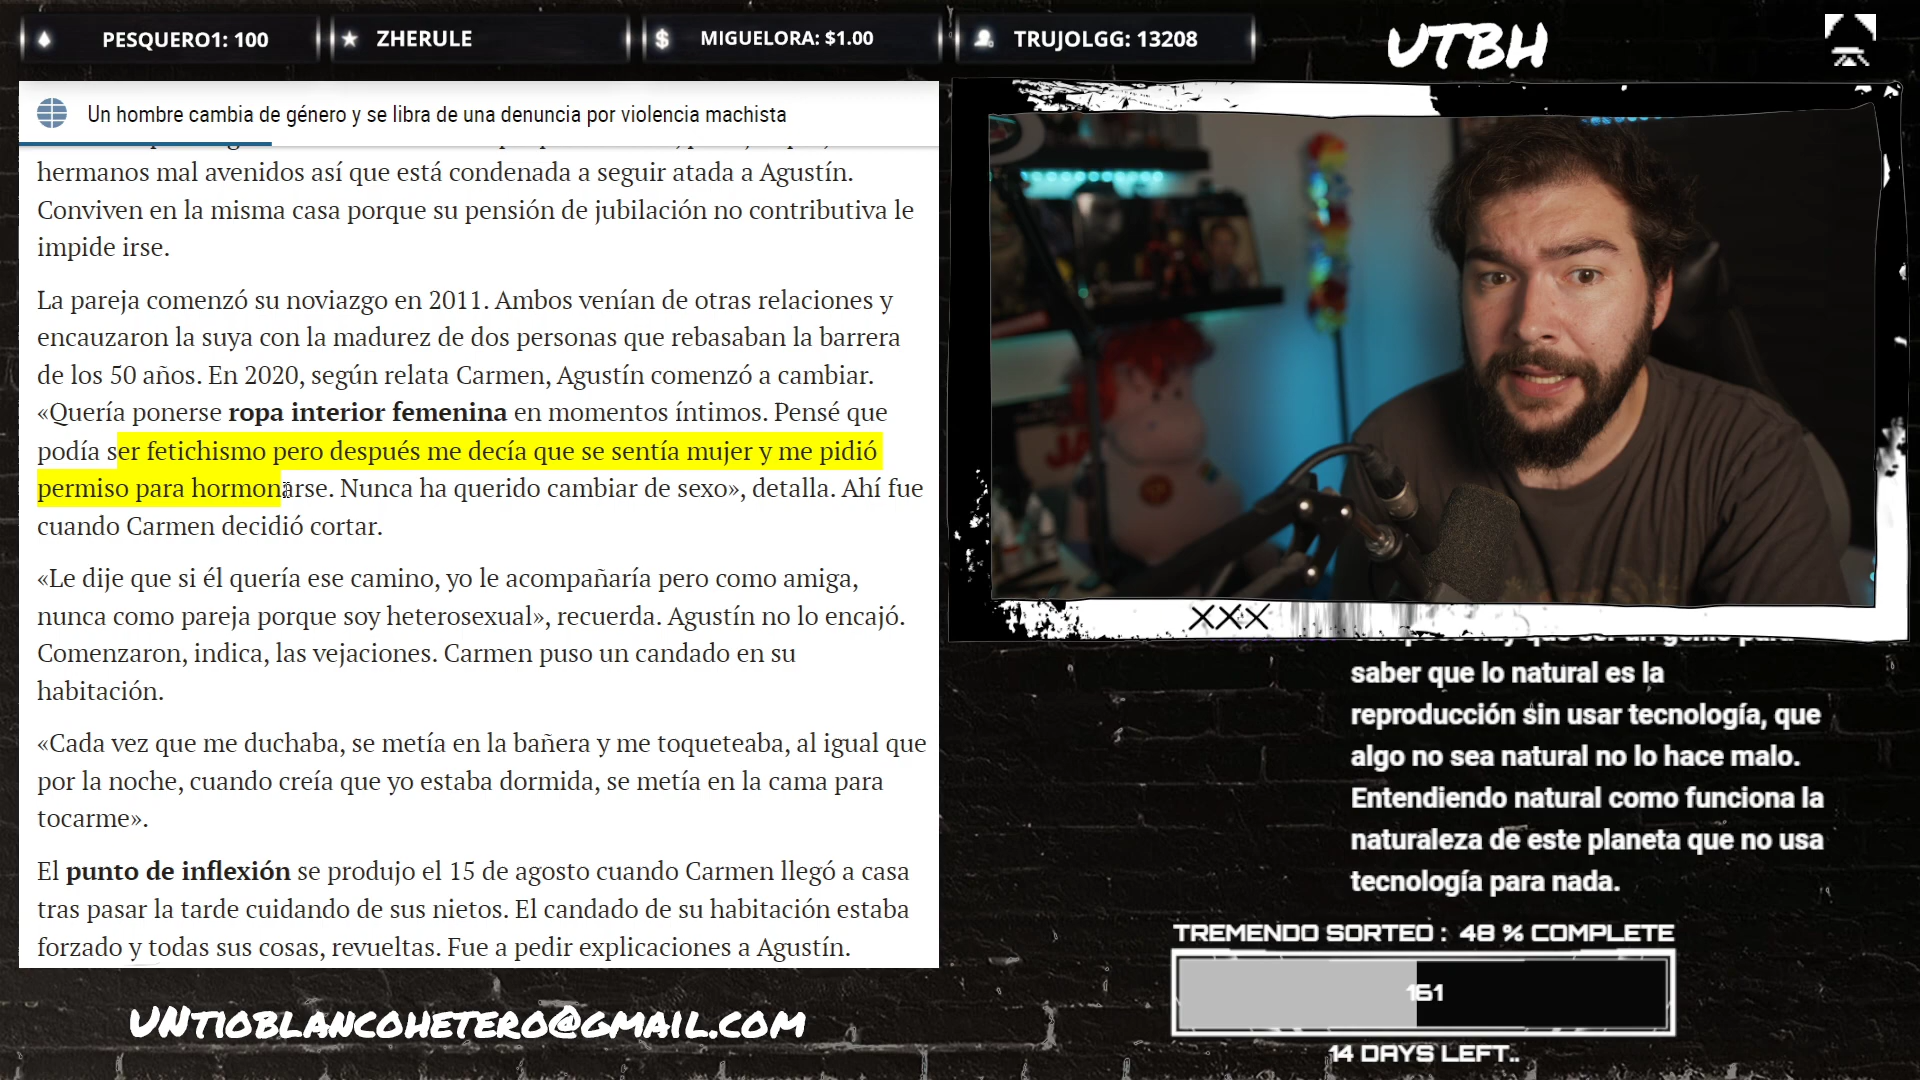 PESQUERO1: 100
ZHERULE
MIGUELORA: $1.00
TRUJOLGG: 13208
UTBH
Un hombre cambia de género y se libra de una denuncia por violencia machista
hermanos mal avenidos así que está condenada a seguir atada a Agustín.
Conviven en la misma casa porque su pensión de jubilación no contributiva le
impide irse.
La pareja comenzó su noviazgo en 2011. Ambos venían de otras relaciones y
encauzaron la suya con la madurez de dos personas que rebasaban la barrera
de los 50 años. En 2020, según relata Carmen, Agustín comenzó a cambiar.
«Quería ponerse ropa interior femenina en momentos íntimos. Pensé que
podía ser fetichismo pero después me decía que se sentía mujer y me pidió
permiso para hormonarse. Nunca ha querido cambiar de sexo», detalla. Ahí fue
cuando Carmen decidió cortar.
«Le dije que si él quería ese camino, yo le acompañaría pero como amiga,
nunca como pareja porque soy heterosexual», recuerda. Agustín no lo encajó.
Comenzaron, indica, las vejaciones. Carmen puso un candado en su
habitación.
«Cada vez que me duchaba, se metía en la bañera y me toqueteaba, al igual que
por la noche, cuando creía que yo estaba dormida, se metía en la cama para
tocarme».
El punto de inflexión se produjo el 15 de agosto cuando Carmen llegó a casa
tras pasar la tarde cuidando de sus nietos. El candado de su habitación estaba
forzado y todas sus cosas, revueltas. Fue a pedir explicaciones a Agustín.
XXX
saber que lo natural es la
reproducción sin usar tecnología, que
algo no sea natural no lo hace malo.
Entendiendo natural como funciona la
naturaleza de este planeta que no usa
tecnología para nada.
TREMENDO SORTEO : 48 % COMPLETE
161
14 DAYS LEFT..
UNTIOBLANCOHETERO@GMAIL.COM